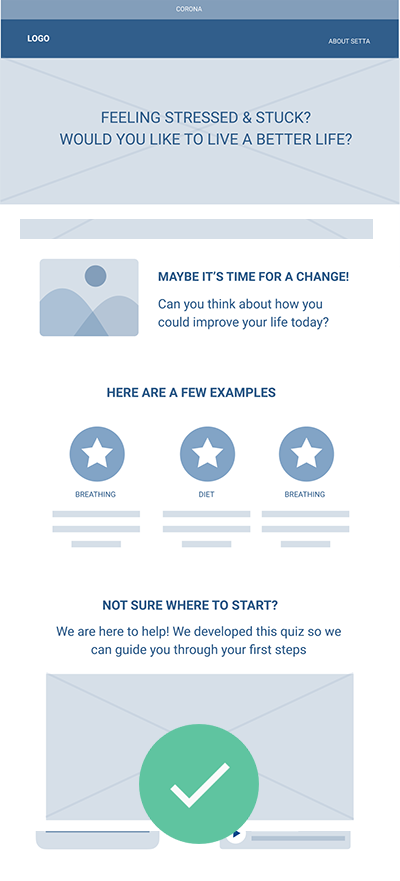 CORONA
LOGO
ABOUT SETTA
FEELING STRESSED & STUCK?
WOULD YOU LIKE TO LIVE A BETTER LIFE?
MAYBE IT'S TIME FOR A CHANGE!
Can you think about how you
could improve your life today?
HERE ARE A FEW EXAMPLES
BREATHING
DIET
BREATHING
NOT SURE WHERE TO START?
We are here to help! We developed this quiz so we
can guide you through your first steps